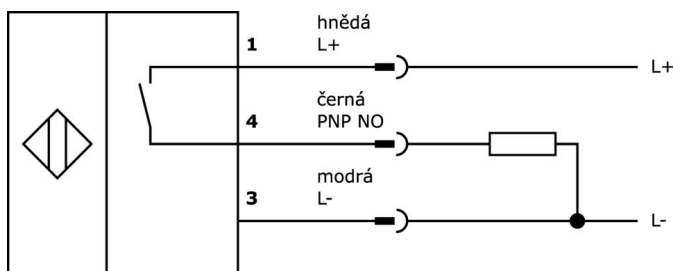 hnědá
1 L+
L+
černá
4 PNP NO
modrá
3 L-
L-